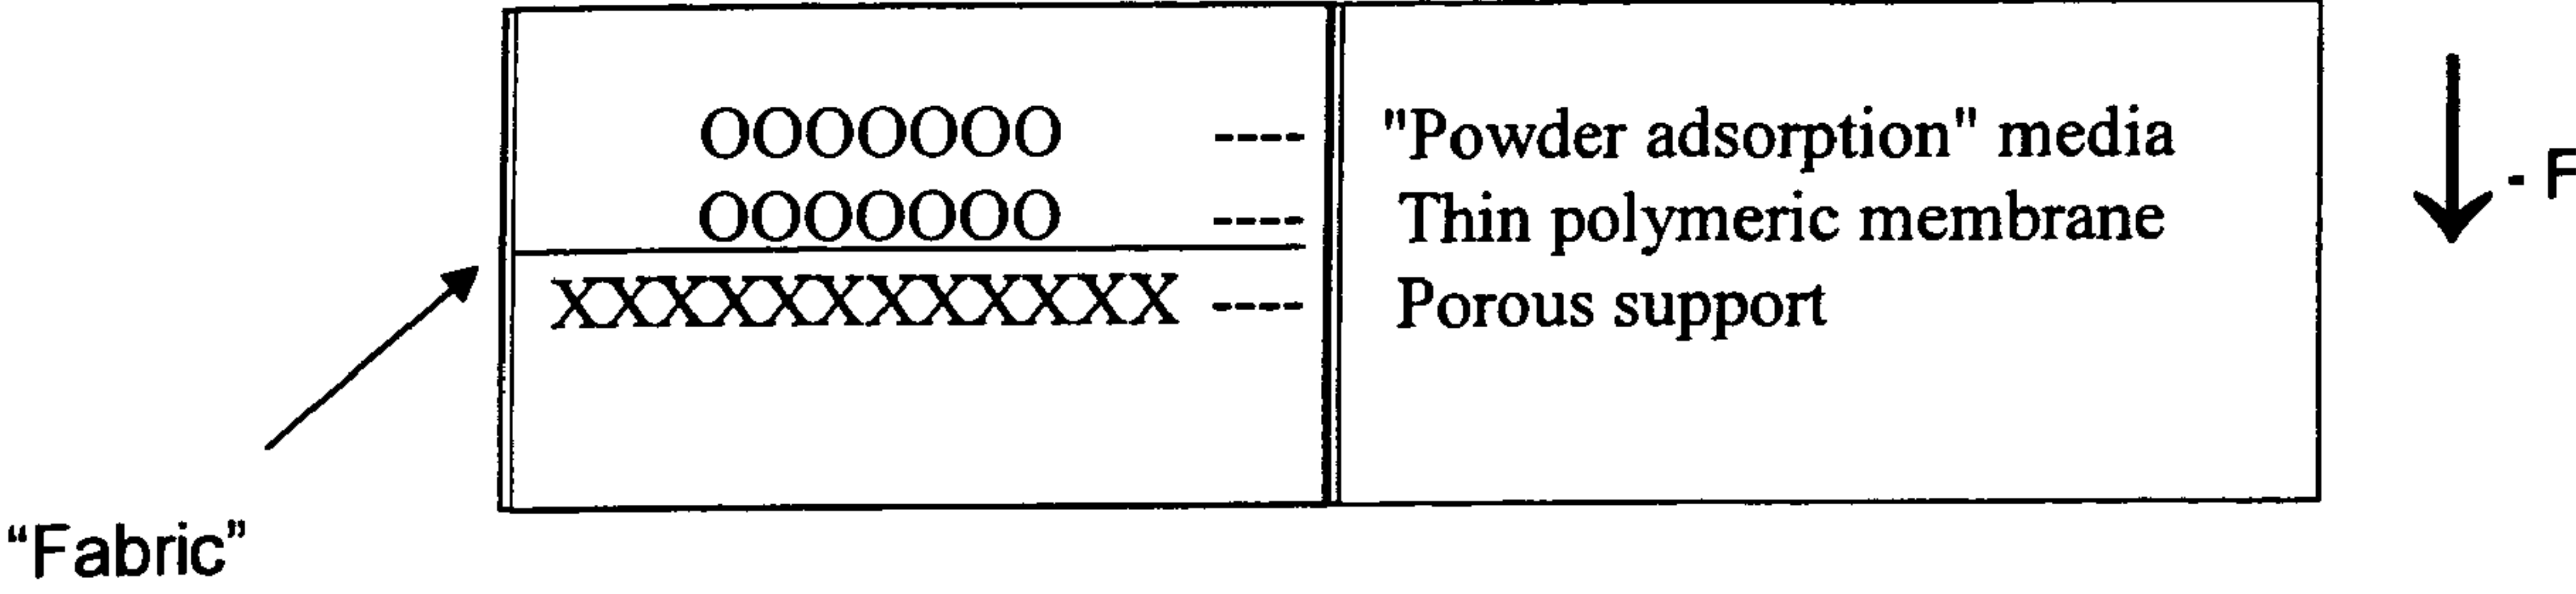 OOOOOOO ---- "Powder adsorption" media
OOOOOOO ---- Thin polymeric membrane
XXXXXXXXXXXXX ---- Porous support
- F
“Fabric”